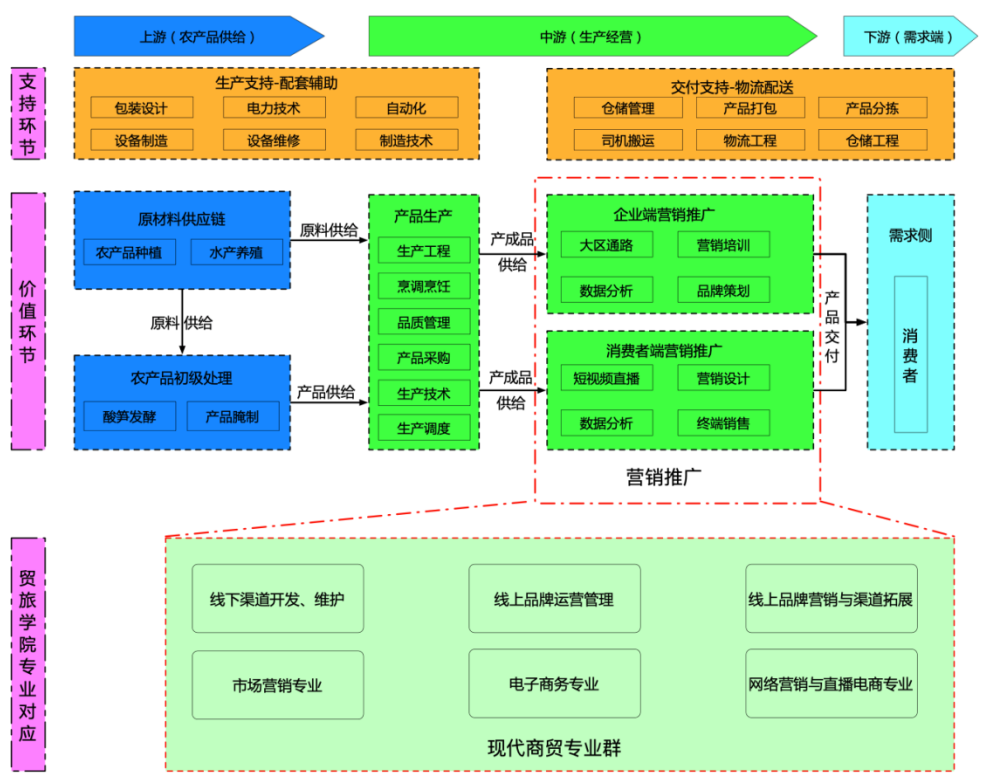 上游（农产品供给）
中游（生产经营）
下游（需求端）
支持环节
生产支持-配套辅助
包装设计
电力技术
自动化
设备制造
设备维修
制造技术
交付支持-物流配送
仓储管理
产品打包
产品分拣
司机搬运
物流工程
仓储工程
价值环节
原材料供应链
农产品种植
水产养殖
原料供给
原料 供给
农产品初级处理
酸笋发酵
产品腌制
产品供给
产品生产
生产工程
烹调烹饪
品质管理
产品采购
生产技术
生产调度
产成品
供给
产成品
供给
企业端营销推广
大区通路
营销培训
数据分析
品牌策划
消费者端营销推广
短视频直播
营销设计
数据分析
终端销售
营销推广
产品交付
需求侧
消费者
贸旅学院专业对应
线下渠道开发、维护
线上品牌运营管理
线上品牌营销与渠道拓展
市场营销专业
电子商务专业
网络营销与直播电商专业
现代商贸专业群